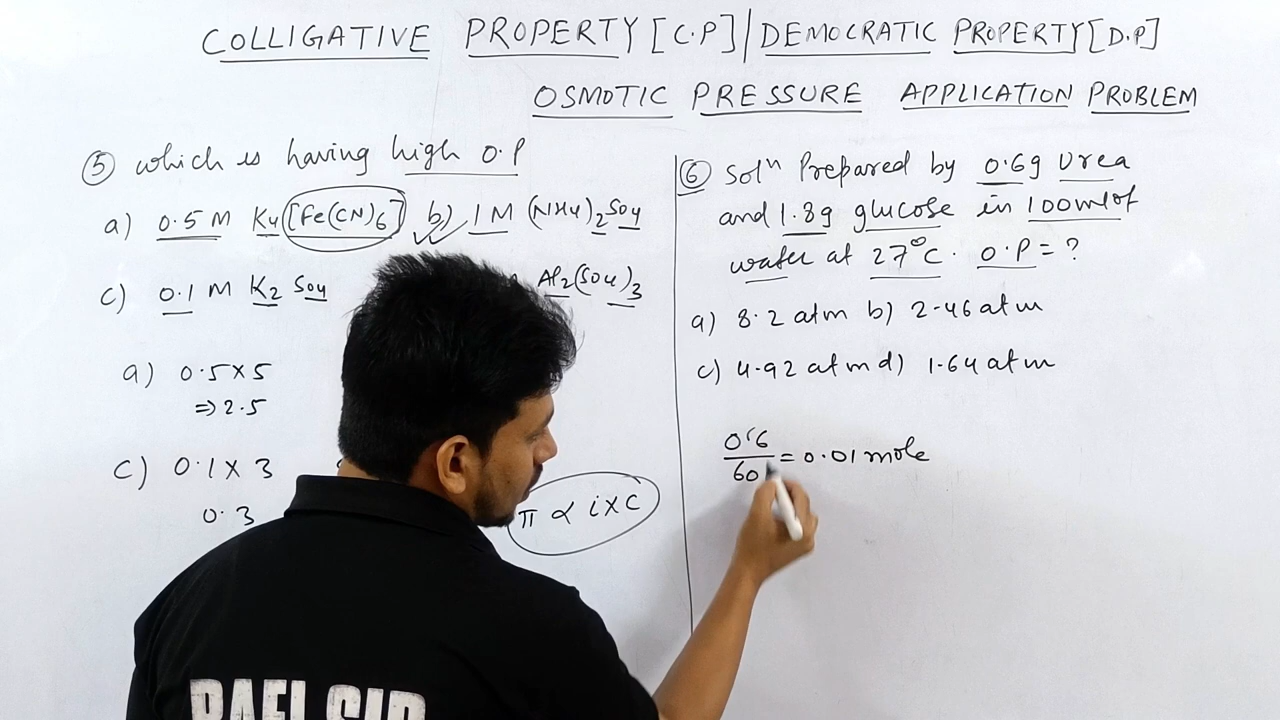 COLLIGATIVE PROPERTY [C.P] / DEMOCRATIC PROPERTY [D.P]
OSMOTIC PRESSURE APPLICATION PROBLEM
⑤ which is having high O.P
a) 0.5 M K4[Fe(CN)6] b) 1M (NH4)2SO4
c) 0.1 M K2SO4 Al2(SO4)3
a) 0.5×5
⇒ 2.5
c) 0.1 × 3
0.3
π ∝ i×C
⑥ Solⁿ Prepared by 0.6g Urea
and 1.8g glucose in 100ml of
water at 27°C. O.P = ?
a) 8.2 atm b) 2.46 atm
c) 4.92 atm d) 1.64 atm
0.6
60
= 0.01 mole